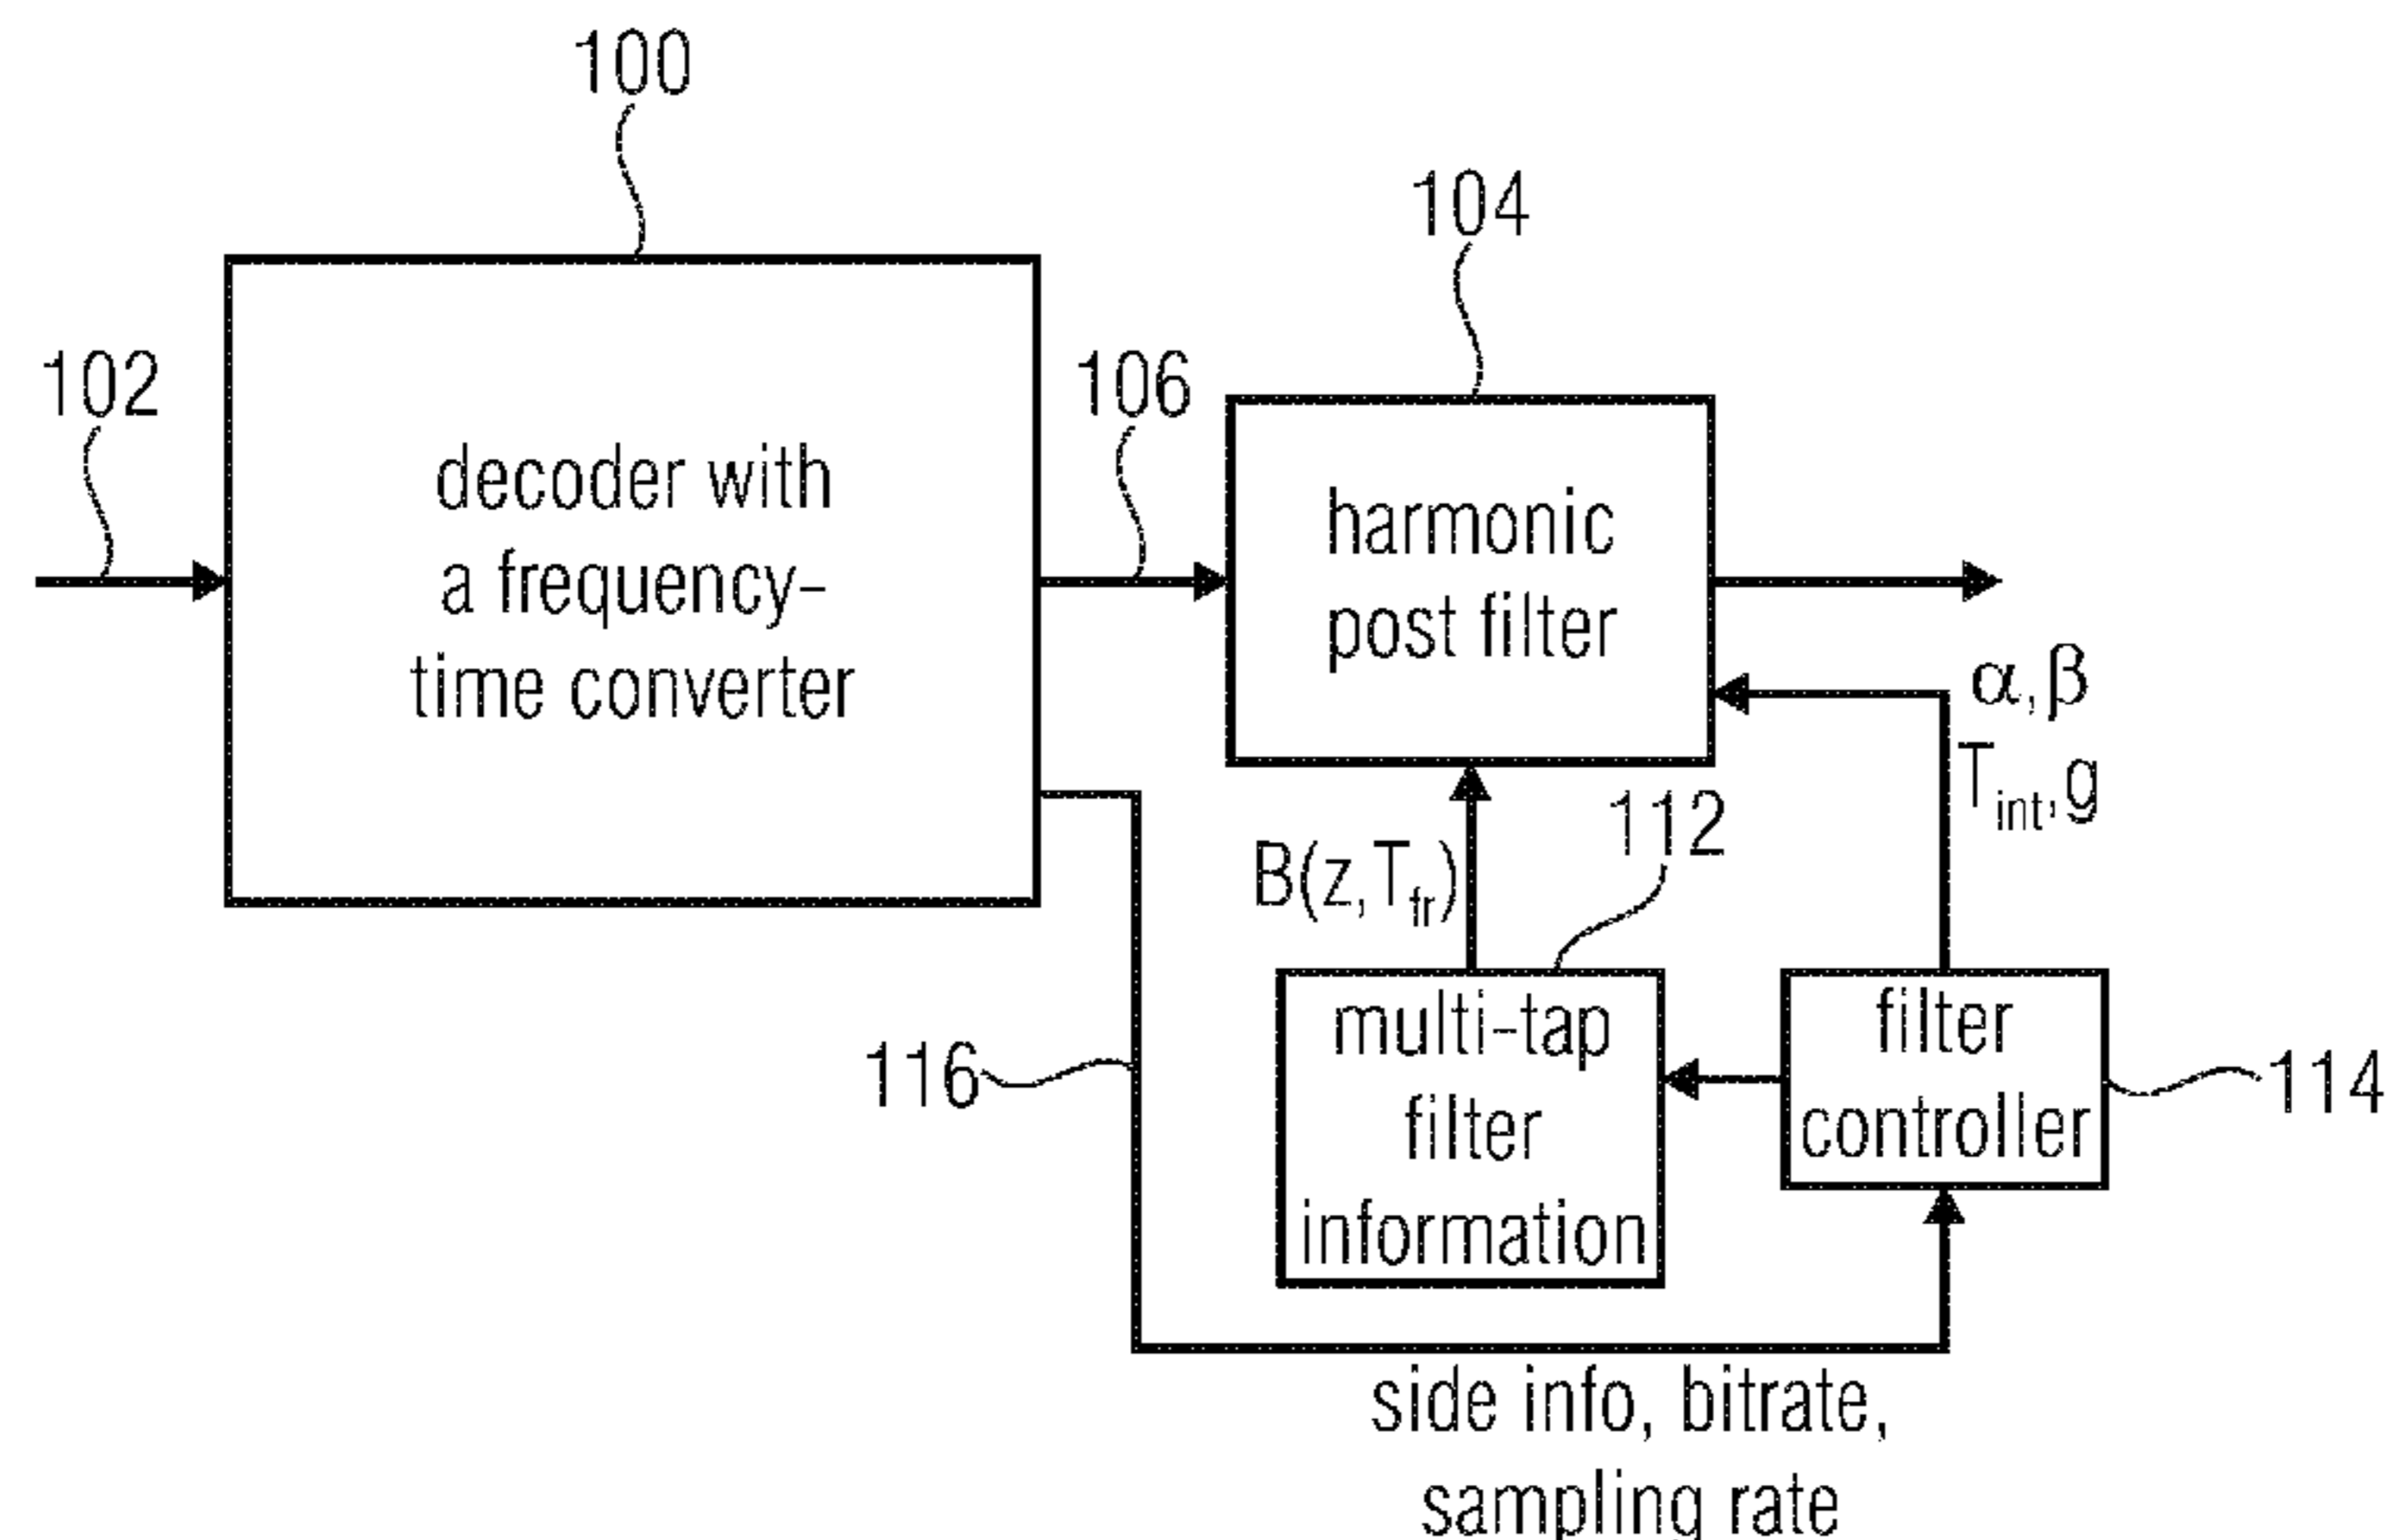 100
104
102
106
decoder with
a frequency-
time converter
harmonic
post filter
α, β
T_int, g
112
B(z, T_fr)
multi-tap
filter
information
filter
controller
116
114
side info, bitrate,
sampling rate